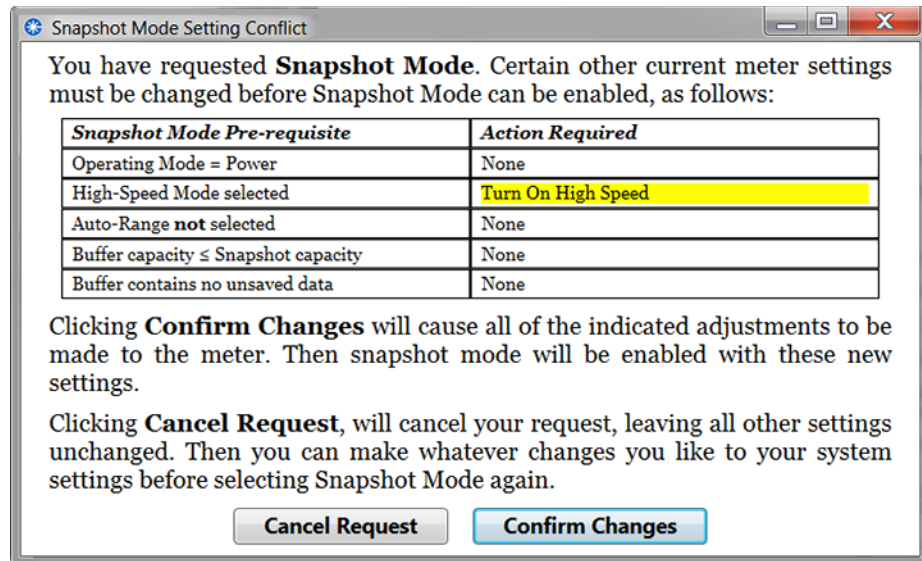 Snapshot Mode Setting Conflict
You have requested Snapshot Mode. Certain other current meter settings
must be changed before Snapshot Mode can be enabled, as follows:
Snapshot Mode Pre-requisite Action Required
Operating Mode = Power None
High-Speed Mode selected Turn On High Speed
Auto-Range not selected None
Buffer capacity ≤ Snapshot capacity None
Buffer contains no unsaved data None
Clicking Confirm Changes will cause all of the indicated adjustments to be
made to the meter. Then snapshot mode will be enabled with these new
settings.
Clicking Cancel Request, will cancel your request, leaving all other settings
unchanged. Then you can make whatever changes you like to your system
settings before selecting Snapshot Mode again.
Cancel Request Confirm Changes